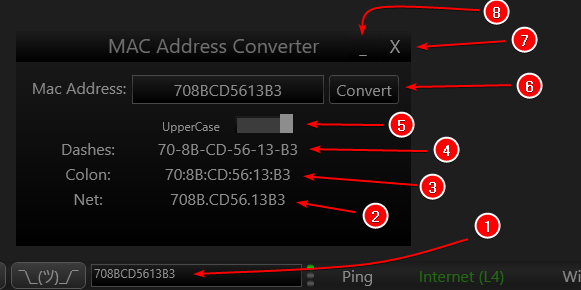 8
MAC Address Converter _ X
7
Mac Address: 708BCD5613B3 Convert
6
UpperCase
5
Dashes: 70-8B-CD-56-13-B3
4
Colon: 70:8B:CD:56:13:B3
3
Net: 708B.CD56.13B3
2
1
¯\_(ツ)_/¯ 708BCD5613B3 Ping Internet (L4) Wi